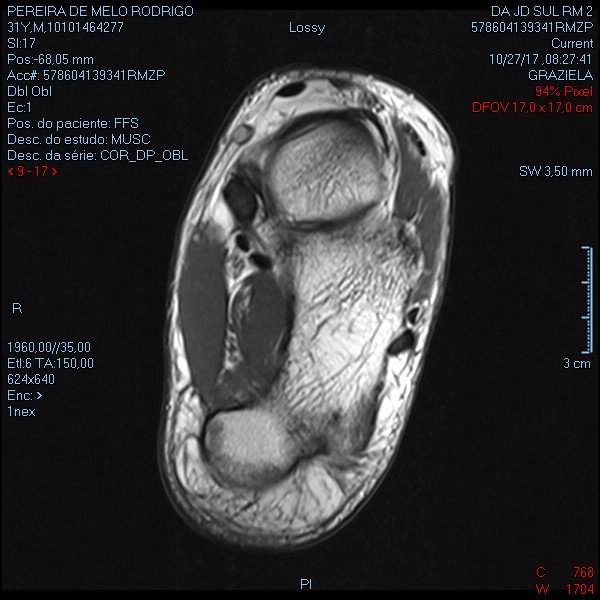 PEREIRA DE MELO RODRIGO
31Y,M,10101464277
Sl:17
Pos:-68,05 mm
Acc#: 578604139341RMZP
Dbl Obl
Ec:1
Pos. do paciente: FFS
Desc. do estudo: MUSC
Desc. da série: COR_DP_OBL
< 9 - 17 >
Lossy
DA JD SUL RM 2
578604139341RMZP
Current
10/27/17 ,08:27:41
GRAZIELA
94% Pixel
DFOV 17,0 x 17,0 cm
SW 3,50 mm
R
3 cm
1960,00//35,00
Etl:6 TA:150,00
624x640
Enc: >
1nex
PI
C 768
W 1704